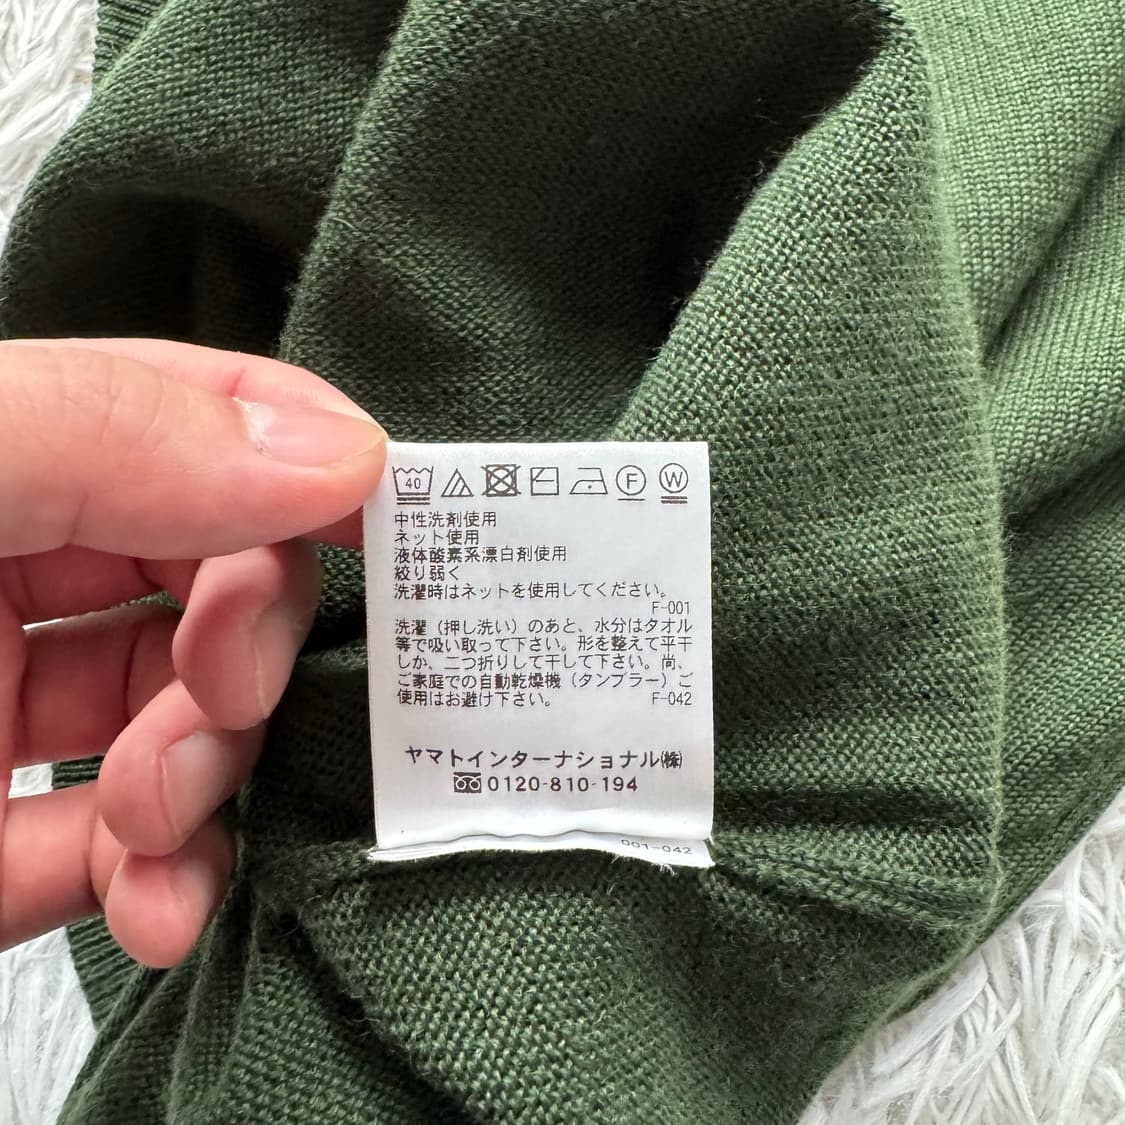 40 F W
中性洗剤使用
ネット使用
液体酸素系漂白剤使用
絞り弱く
洗濯時はネットを使用してください。
F-001
洗濯（押し洗い）のあと、水分はタオル
等で吸い取って下さい。形を整えて平干
しか、二つ折りして干して下さい。尚、
ご家庭での自動乾燥機（タンブラー）ご
使用はお避け下さい。 F-042
ヤマトインターナショナル㈱
0120-810-194
001-042